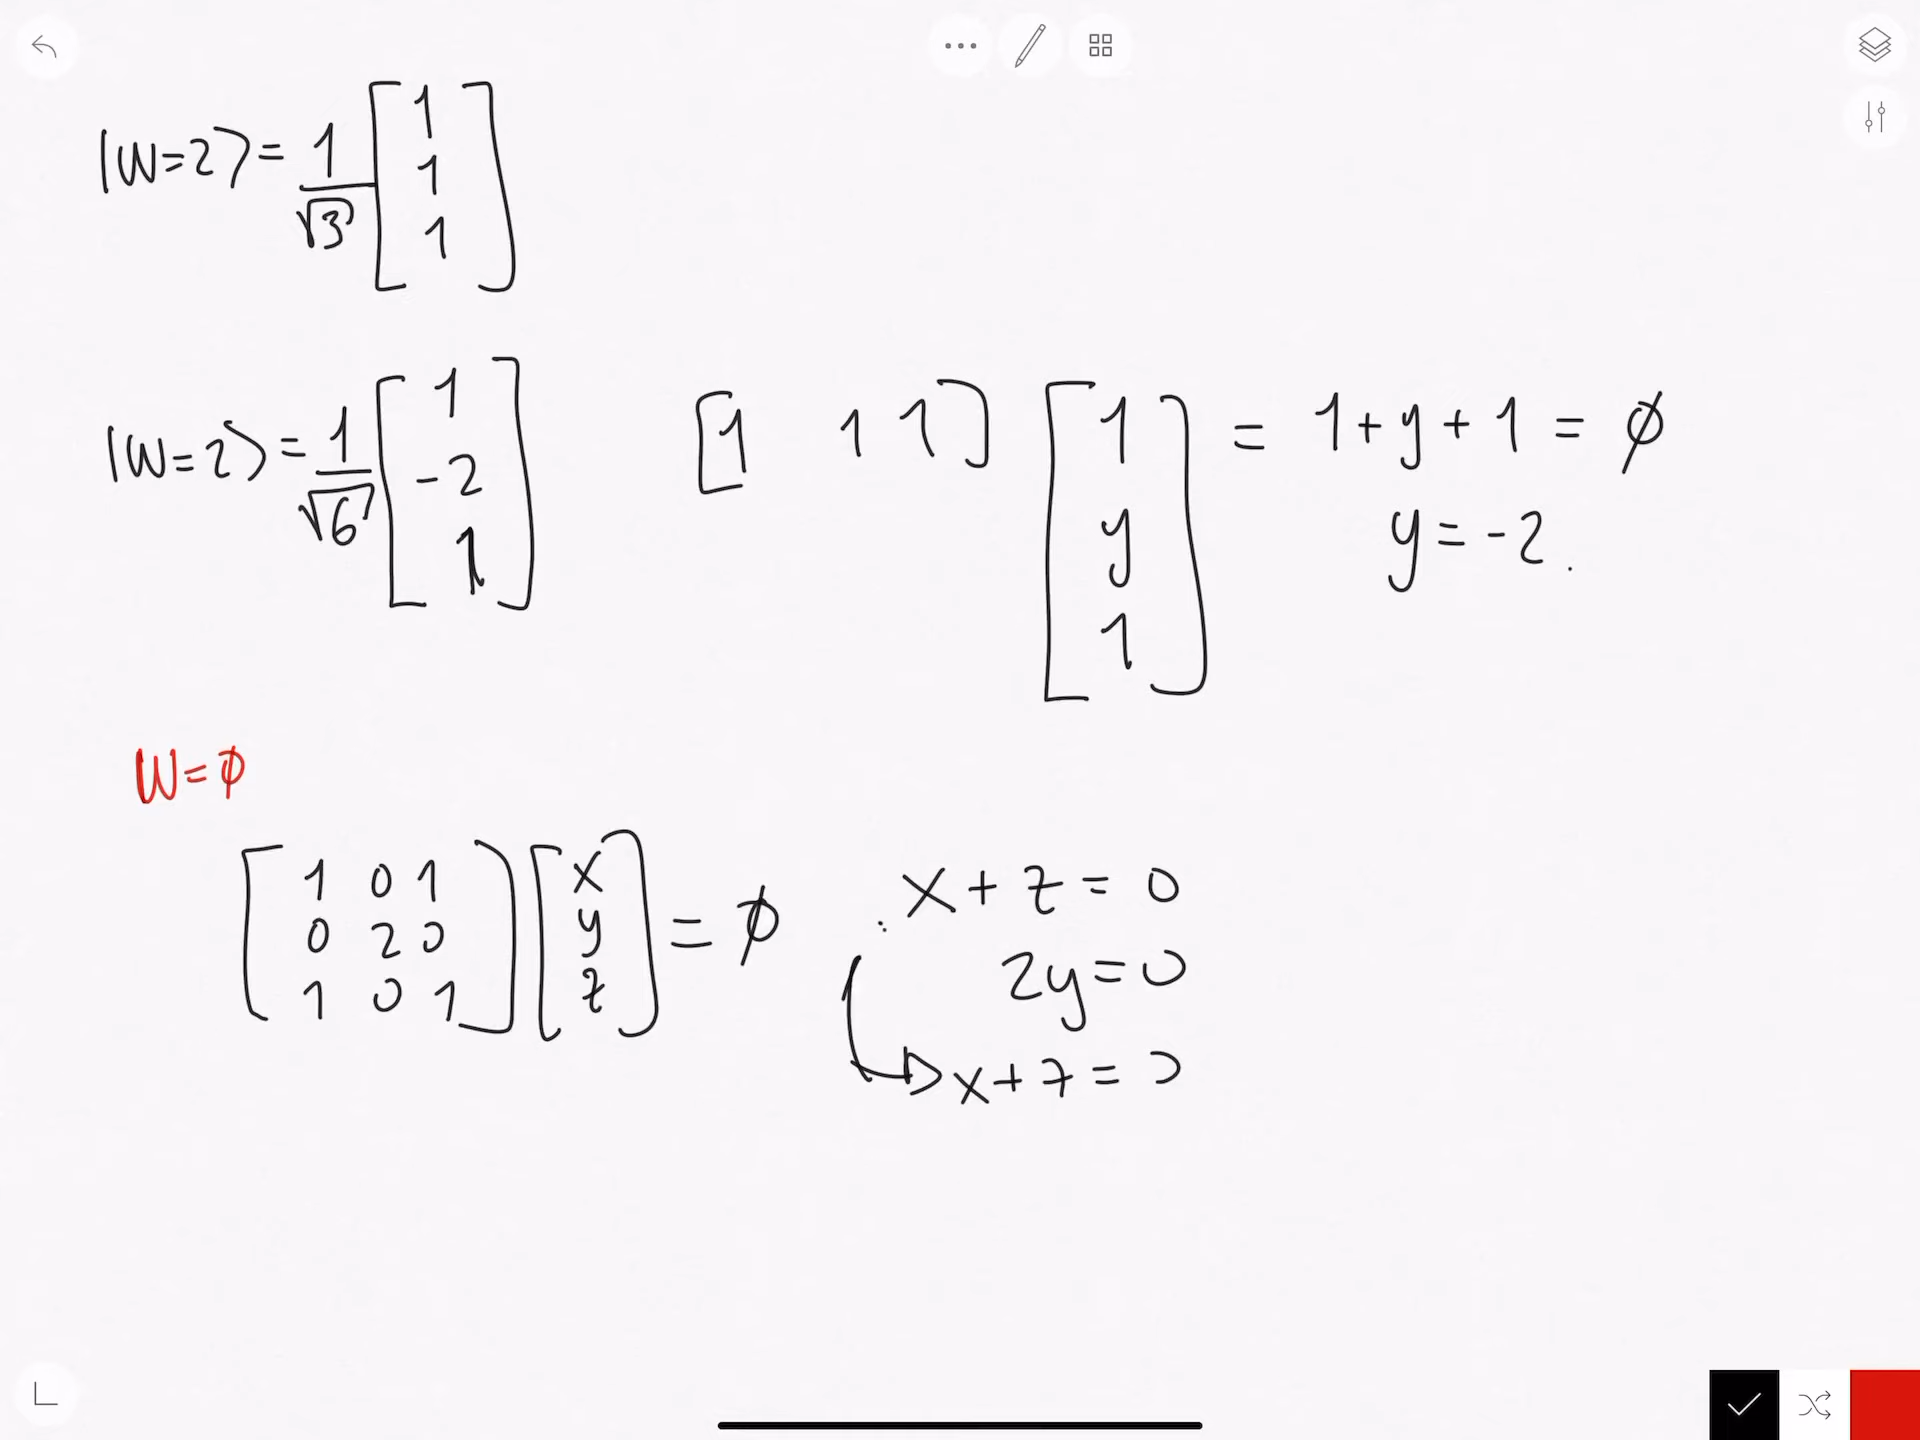 |W=2⟩ = 1/√3 [1 1 1]
|W=2⟩ = 1/√6 [1 -2 1]
[1 1 1] [1 y 1] = 1 + y + 1 = ∅
y = -2.
W=∅
[1 0 1
0 2 0
1 0 1] [x y z] = ∅
x + z = 0
2y = 0
x + z = 0